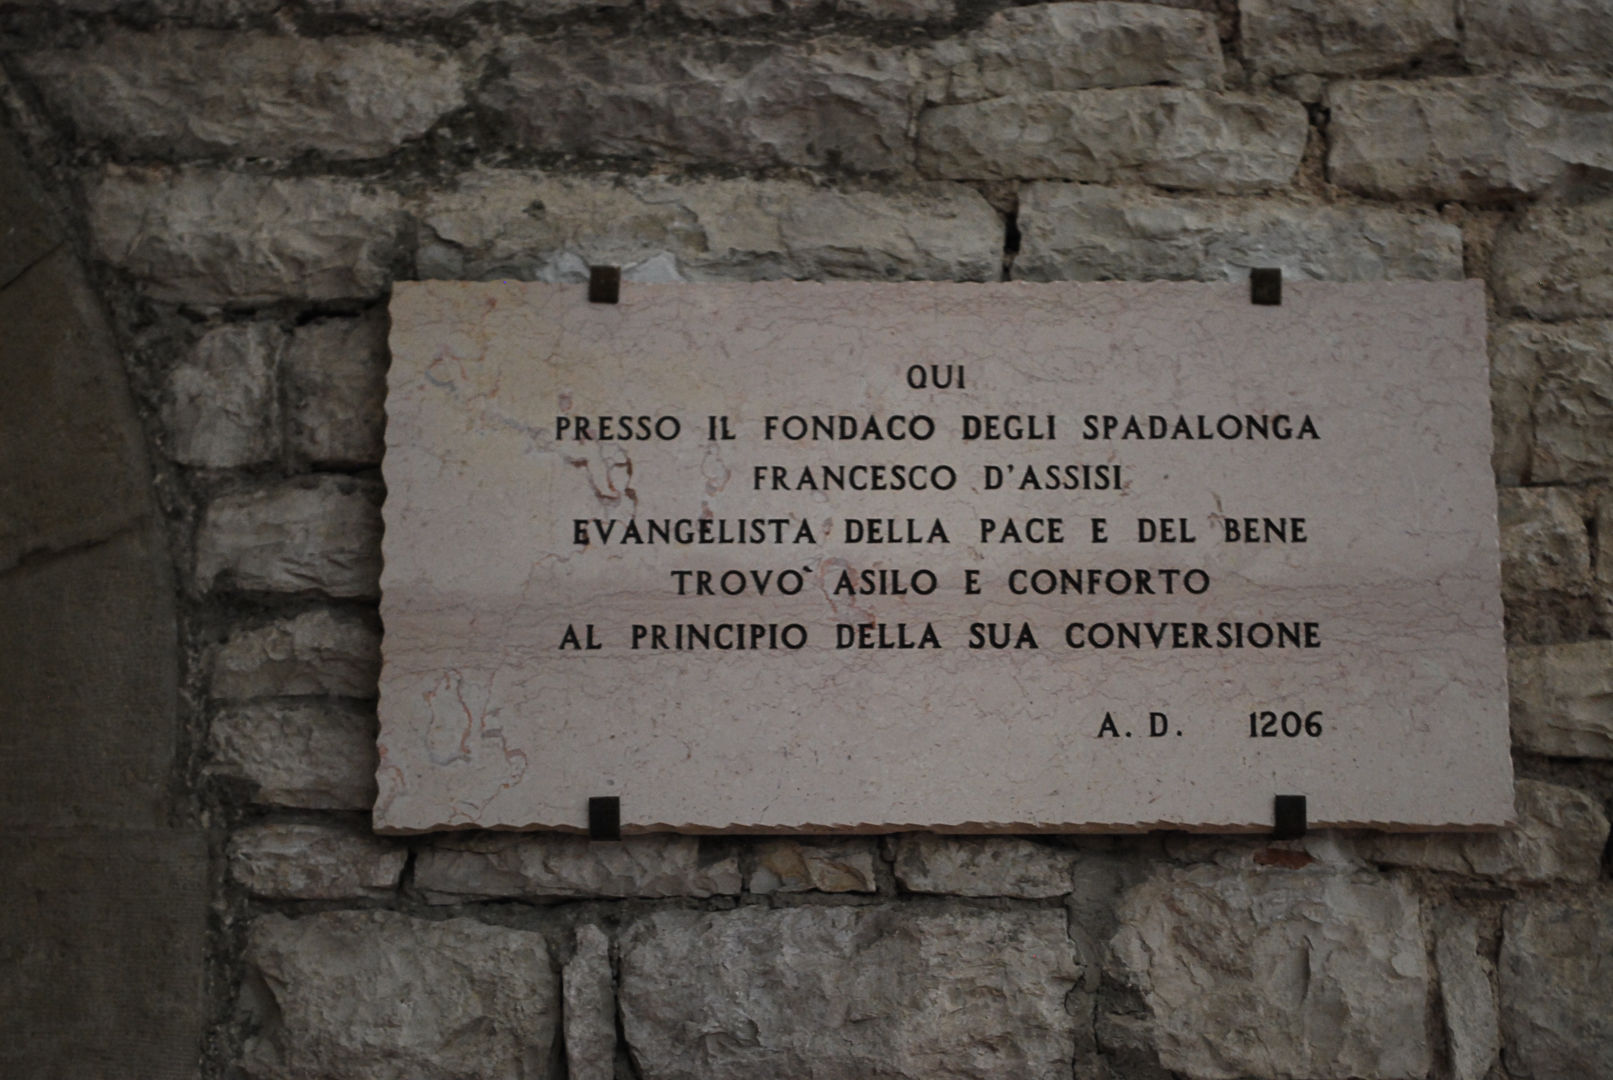 QUI
PRESSO IL FONDACO DEGLI SPADALONGA
FRANCESCO D'ASSISI
EVANGELISTA DELLA PACE E DEL BENE
TROVO` ASILO E CONFORTO
AL PRINCIPIO DELLA SUA CONVERSIONE
A. D. 1206